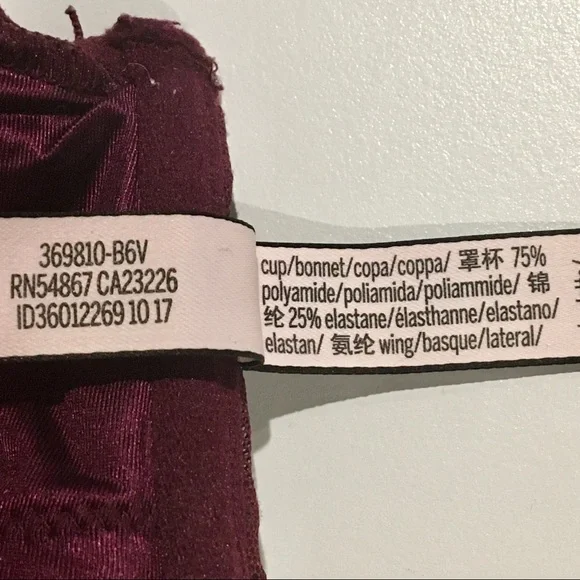 369810-B6V
RN54867 CA23226
ID36012269 10 17
cup/bonnet/copa/coppa/ 罩杯 75%
polyamide/poliamida/poliammide/ 锦
纶 25% elastane/élasthanne/elastano/
elastan/ 氨纶 wing/basque/lateral/